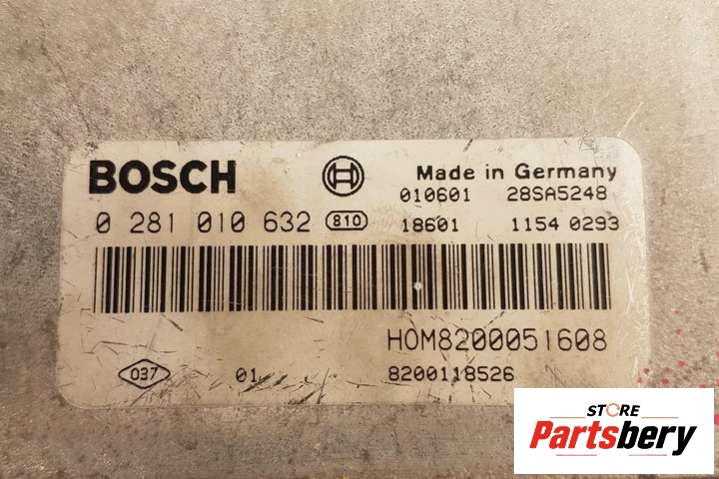 BOSCH Made in Germany
010601 28SA5248
0 281 010 632 810 18601 1154 0293
HOM8200051608
037 01 8200118526
STORE
Partsbery